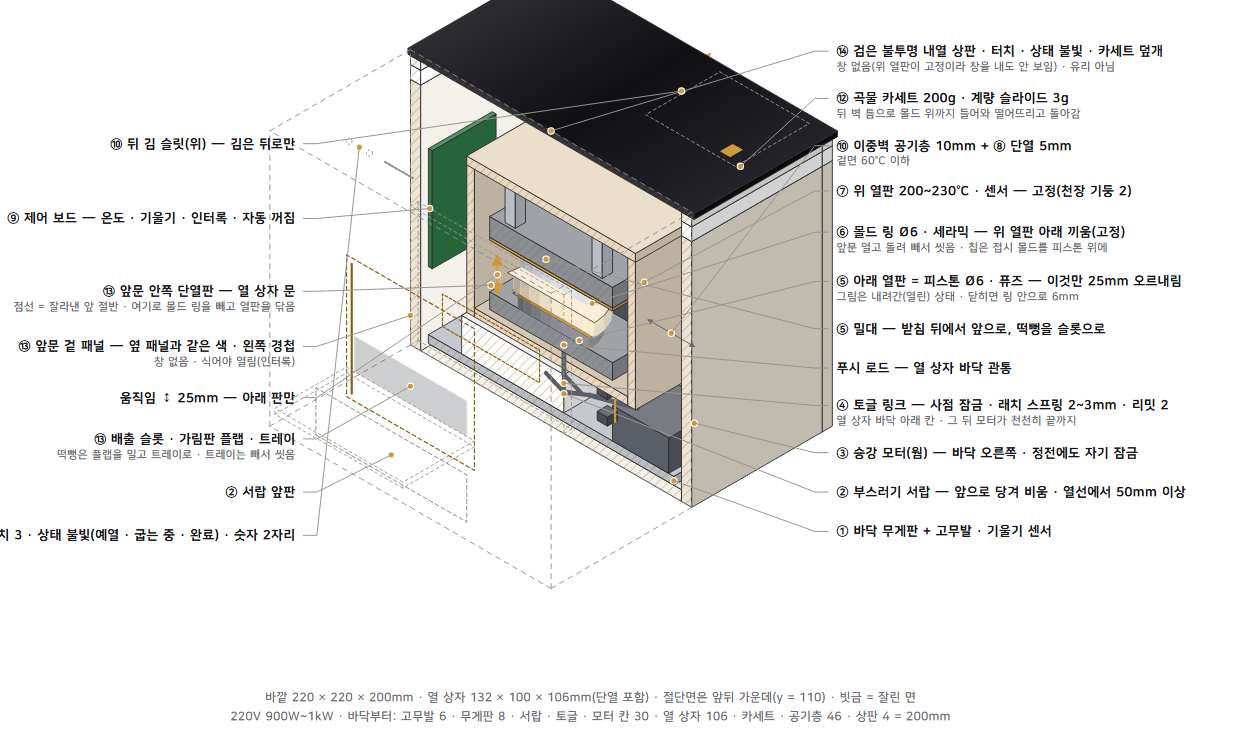 ⑭ 검은 불투명 내열 상판 · 터치 · 상태 불빛 · 카세트 덮개
창 없음(위 열판이 고정이라 창을 내도 안 보임) · 유리 아님
⑫ 곡물 카세트 200g · 계량 슬라이드 3g
뒤 벽 틈으로 몰드 위까지 들어와 떨어뜨리고 돌아감
⑩ 뒤 김 슬릿(위) — 김은 뒤로만
⑩ 이중벽 공기층 10mm + ⑧ 단열 5mm
겉면 60℃ 이하
⑦ 위 열판 200~230℃ · 센서 — 고정(천장 기둥 2)
⑨ 제어 보드 — 온도 · 기울기 · 인터록 · 자동 꺼짐
⑥ 몰드 링 Ø6 · 세라믹 — 위 열판 아래 끼움(고정)
앞문 열고 돌려 빼서 씻음 · 칩은 접시 몰드를 피스톤 위에
⑤ 아래 열판 = 피스톤 Ø6 · 퓨즈 — 이것만 25mm 오르내림
그림은 내려간(열린) 상태 · 닫히면 링 안으로 6mm
⑬ 앞문 안쪽 단열판 — 열 상자 문
점선 = 잘라낸 앞 절반 · 여기로 몰드 링을 빼고 열판을 닦음
⑤ 밀대 — 받침 뒤에서 앞으로, 떡뻥을 슬롯으로
⑬ 앞문 겉 패널 — 옆 패널과 같은 색 · 왼쪽 경첩
창 없음 · 식어야 열림(인터록)
푸시 로드 — 열 상자 바닥 관통
움직임 ↕ 25mm — 아래 판만
④ 토글 링크 — 사점 잠금 · 래치 스프링 2~3mm · 리밋 2
열 상자 바닥 아래 칸 · 그 뒤 모터가 천천히 끝까지
⑬ 배출 슬롯 · 가림판 플랩 · 트레이
떡뻥은 플랩을 밀고 트레이로 · 트레이는 빼서 씻음
③ 승강 모터(웜) — 바닥 오른쪽 · 정전에도 자기 잠금
② 서랍 앞판
② 부스러기 서랍 — 앞으로 당겨 비움 · 열선에서 50mm 이상
치 3 · 상태 불빛(예열 · 굽는 중 · 완료) · 숫자 2자리
① 바닥 무게판 + 고무발 · 기울기 센서
바깥 220 × 220 × 200mm · 열 상자 132 × 100 × 106mm(단열 포함) · 절단면은 앞뒤 가운데(y = 110) · 빗금 = 잘린 면
220V 900W~1kW · 바닥부터: 고무발 6 · 무게판 8 · 서랍 · 토글 · 모터 칸 30 · 열 상자 106 · 카세트 · 공기층 46 · 상판 4 = 200mm